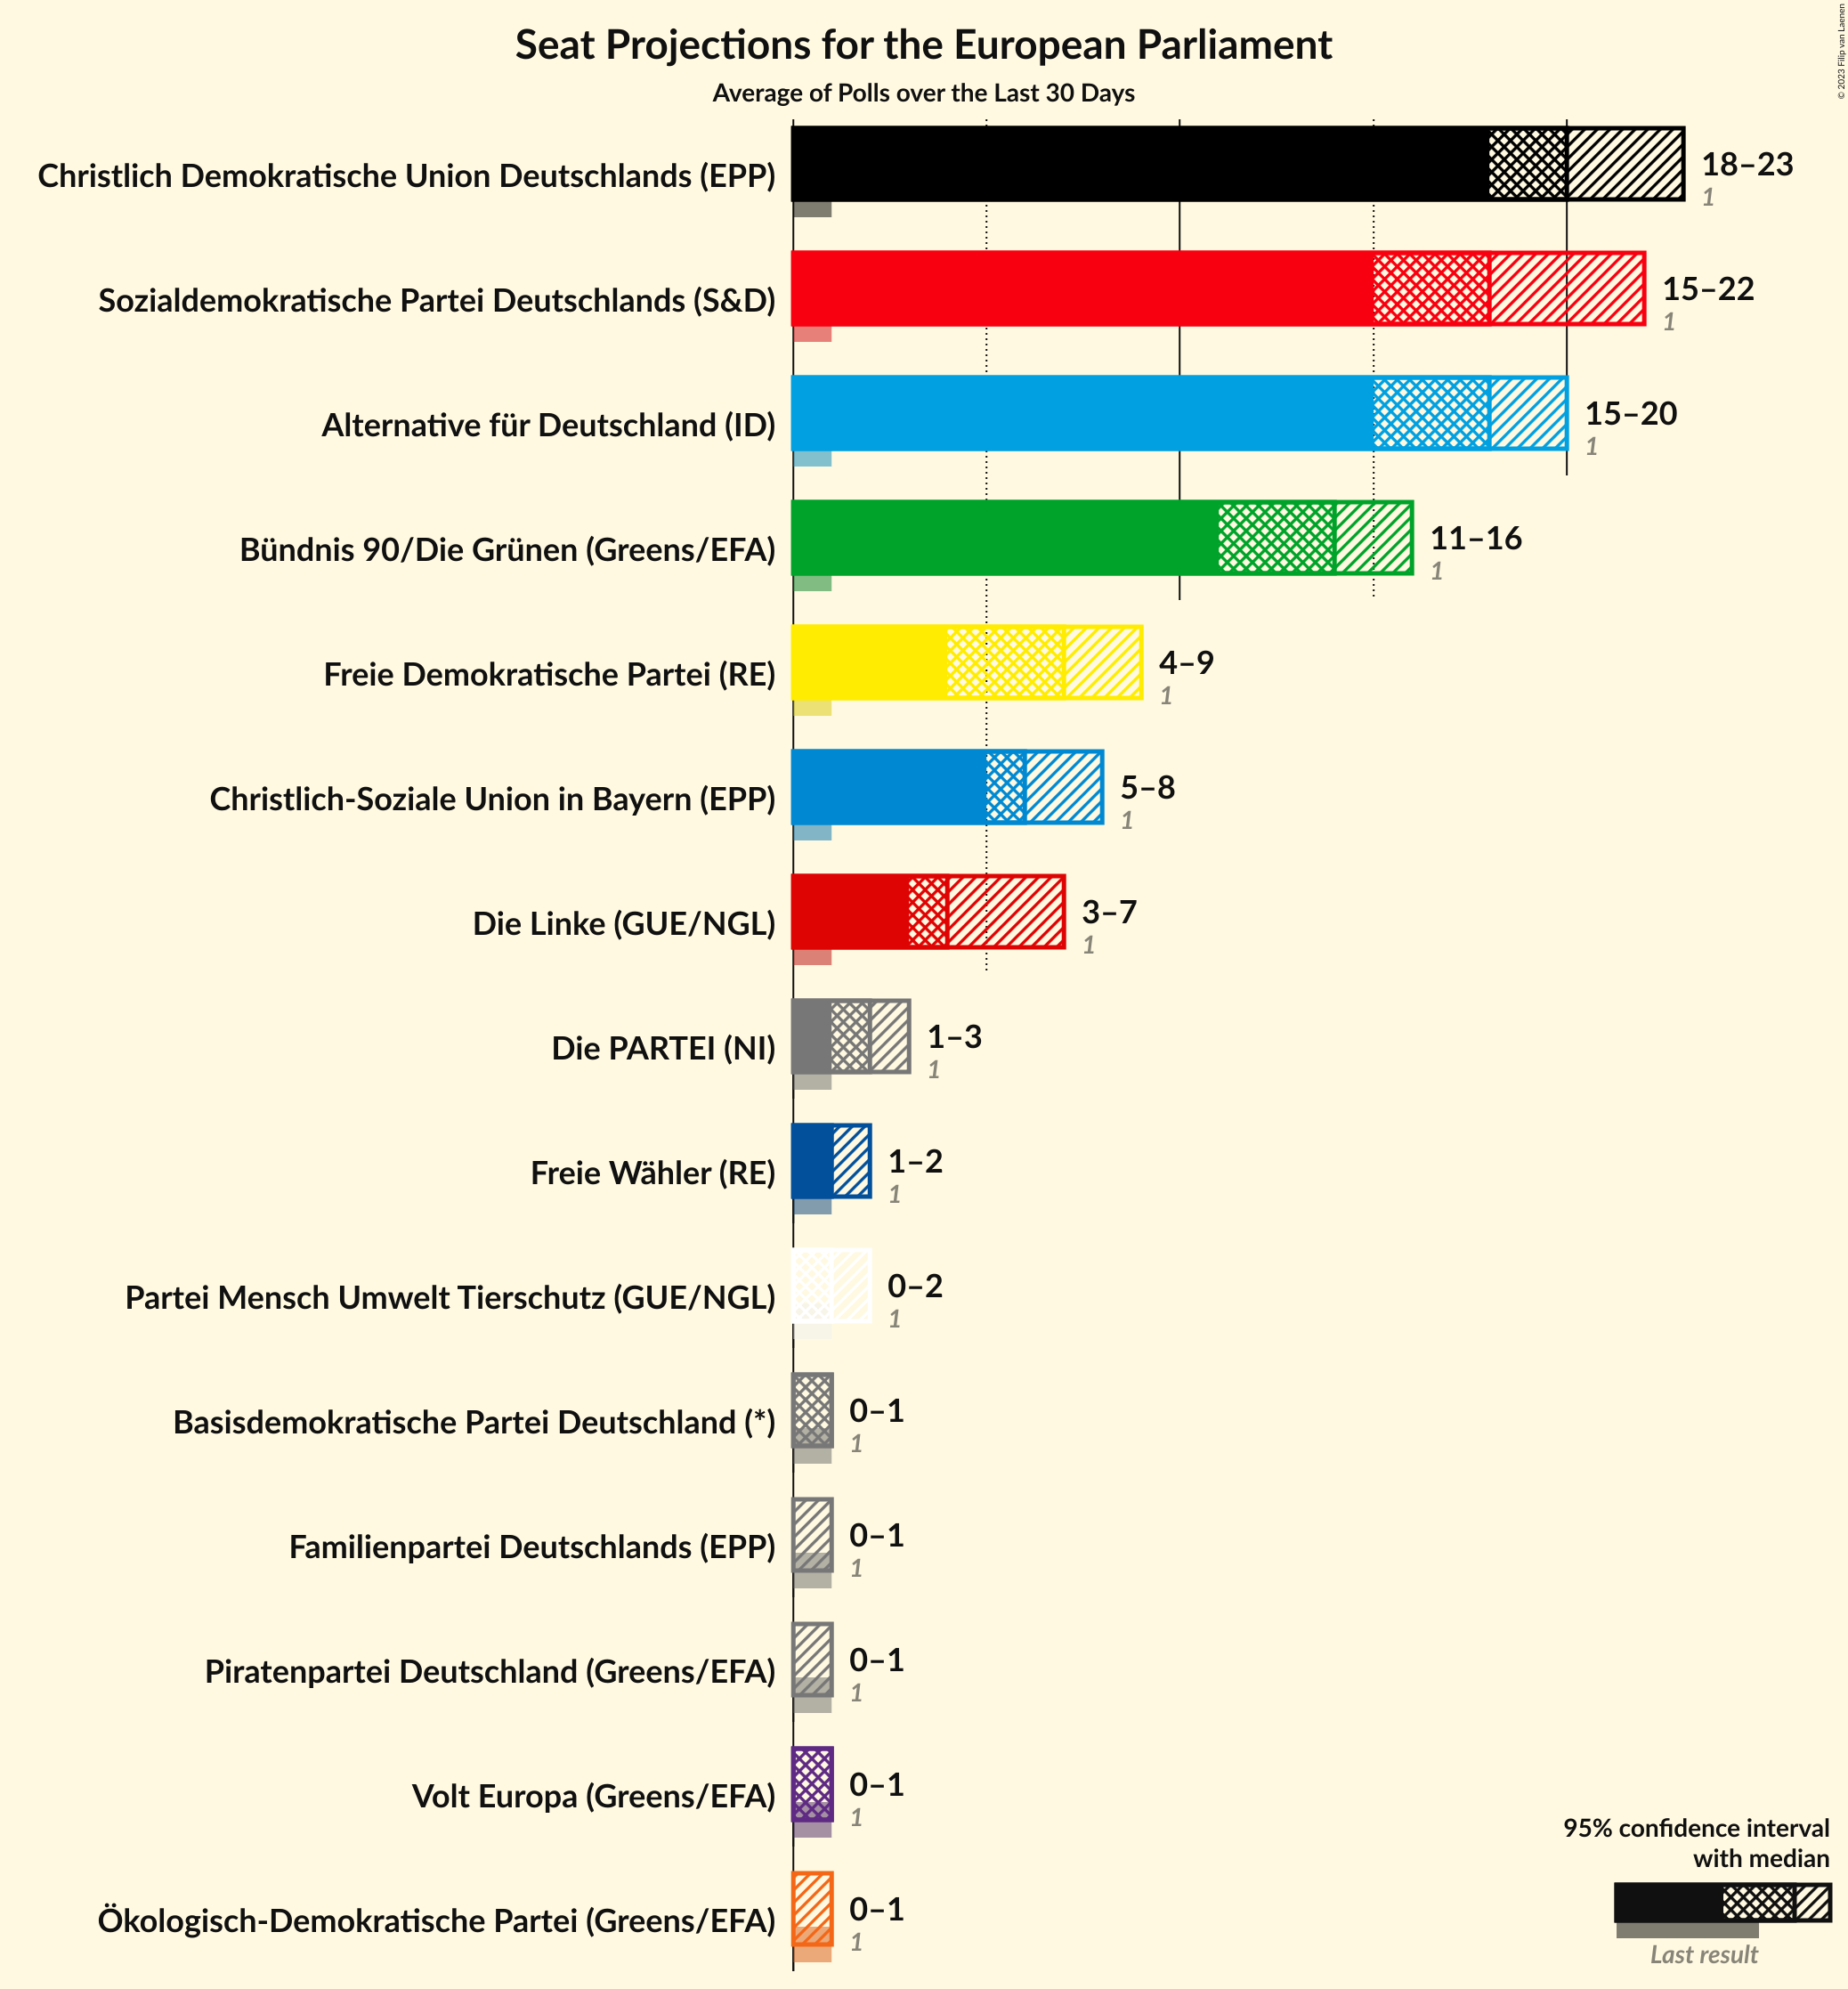 Seat Projections for the European Parliament
Average of Polls over the Last 30 Days
© 2023 Filip van Laenen
Christlich Demokratische Union Deutschlands (EPP)
18–23
1
Sozialdemokratische Partei Deutschlands (S&D)
15–22
1
Alternative für Deutschland (ID)
15–20
1
Bündnis 90/Die Grünen (Greens/EFA)
11–16
1
Freie Demokratische Partei (RE)
4–9
1
Christlich-Soziale Union in Bayern (EPP)
5–8
1
Die Linke (GUE/NGL)
3–7
1
Die PARTEI (NI)
1–3
1
Freie Wähler (RE)
1–2
1
Partei Mensch Umwelt Tierschutz (GUE/NGL)
0–2
1
Basisdemokratische Partei Deutschland (*)
0–1
1
Familienpartei Deutschlands (EPP)
0–1
1
Piratenpartei Deutschland (Greens/EFA)
0–1
1
Volt Europa (Greens/EFA)
0–1
1
Ökologisch-Demokratische Partei (Greens/EFA)
0–1
1
95% confidence interval
with median
Last result